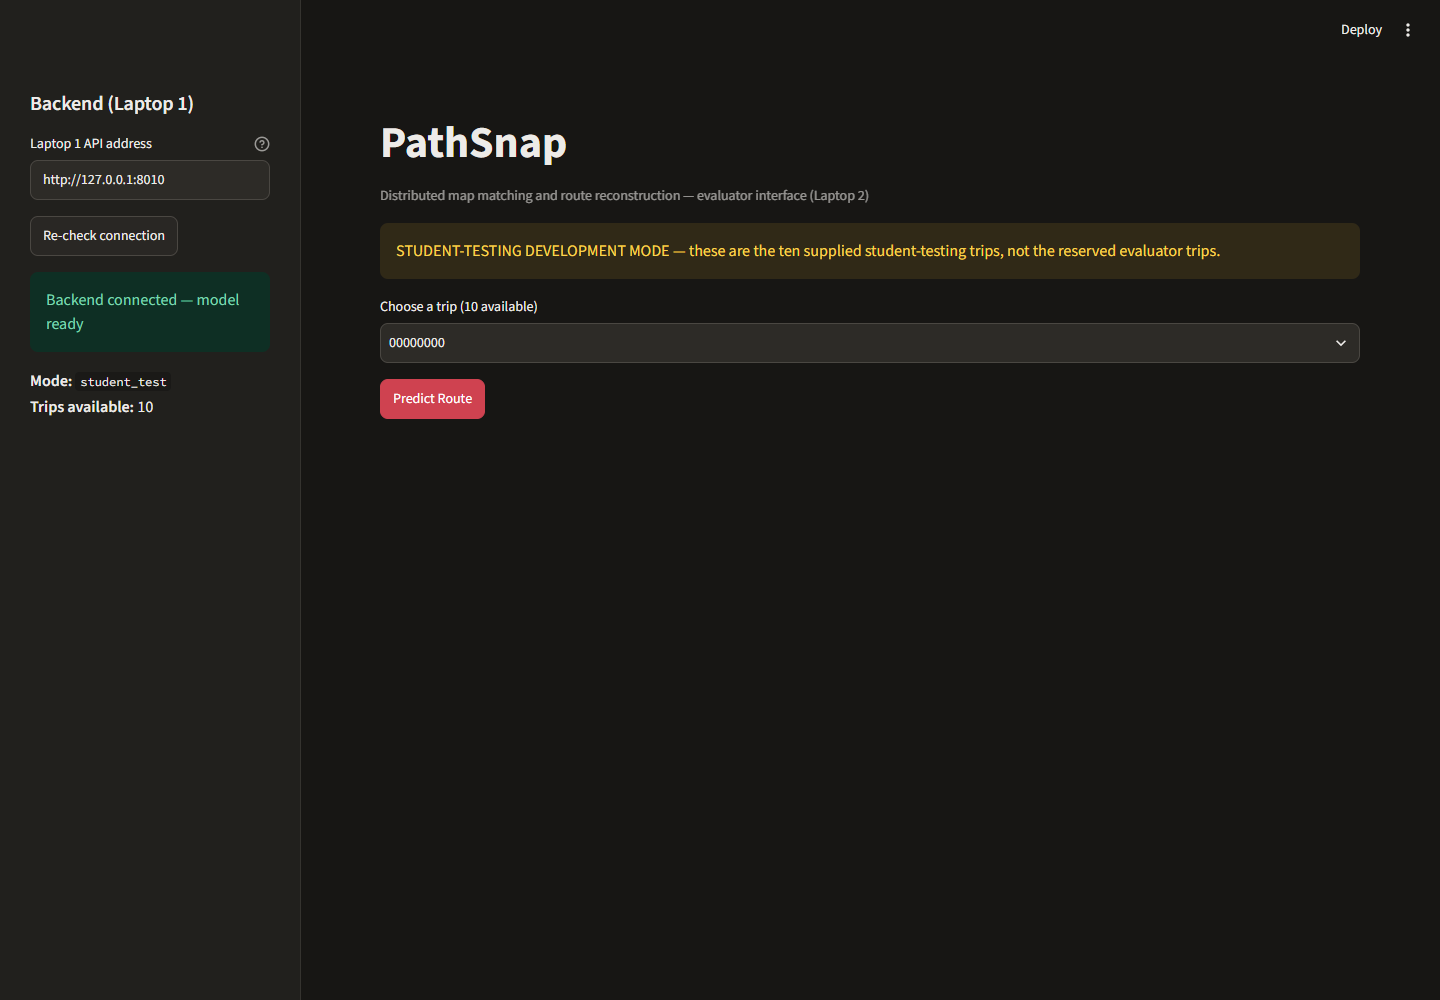 Deploy
Backend (Laptop 1)
Laptop 1 API address
http://127.0.0.1:8010
Re-check connection
Backend connected — model
ready
Mode: student_test
Trips available: 10
PathSnap
Distributed map matching and route reconstruction — evaluator interface (Laptop 2)
STUDENT-TESTING DEVELOPMENT MODE — these are the ten supplied student-testing trips, not the reserved evaluator trips.
Choose a trip (10 available)
00000000
Predict Route